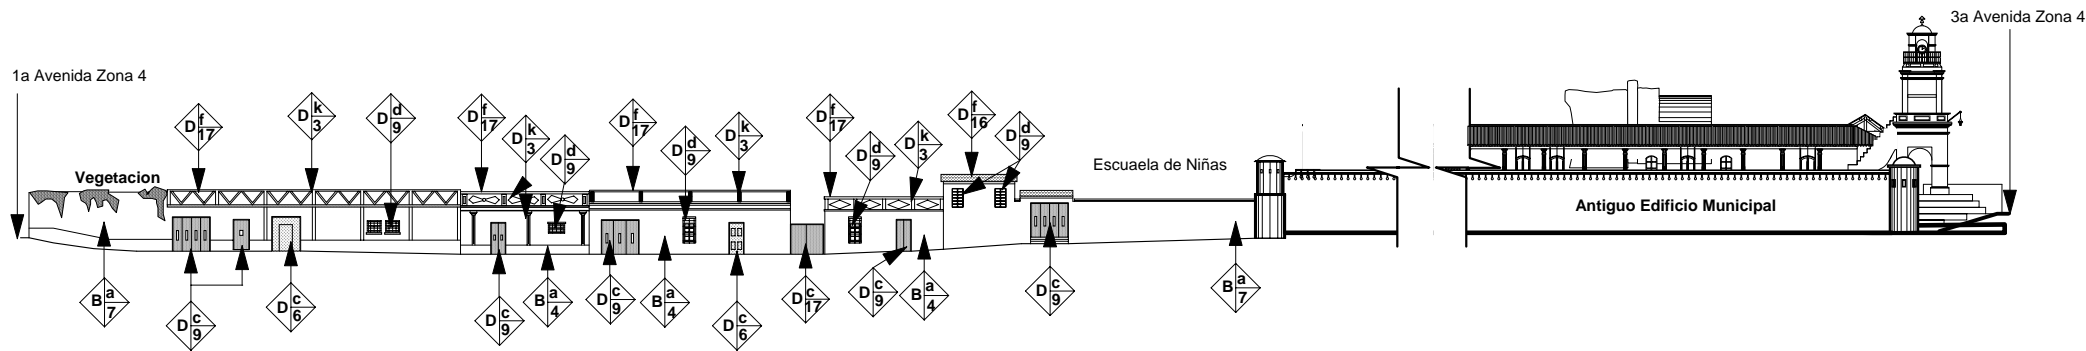 3a Avenida Zona 4
1a Avenida Zona 4
D f 17
D k 3
D d 9
D f 17
D k 3
D d 9
D f 17
D d 9
D k 3
D f 17
D d 9
D k 3
D f 16
D d 9
Escuaela de Niñas
Vegetacion
Antiguo Edificio Municipal
B a 7
D c 9
D c 6
D c 9
B a 4
D c 9
B a 4
D c 6
D c 17
D c 9
B a 4
D c 9
B a 7